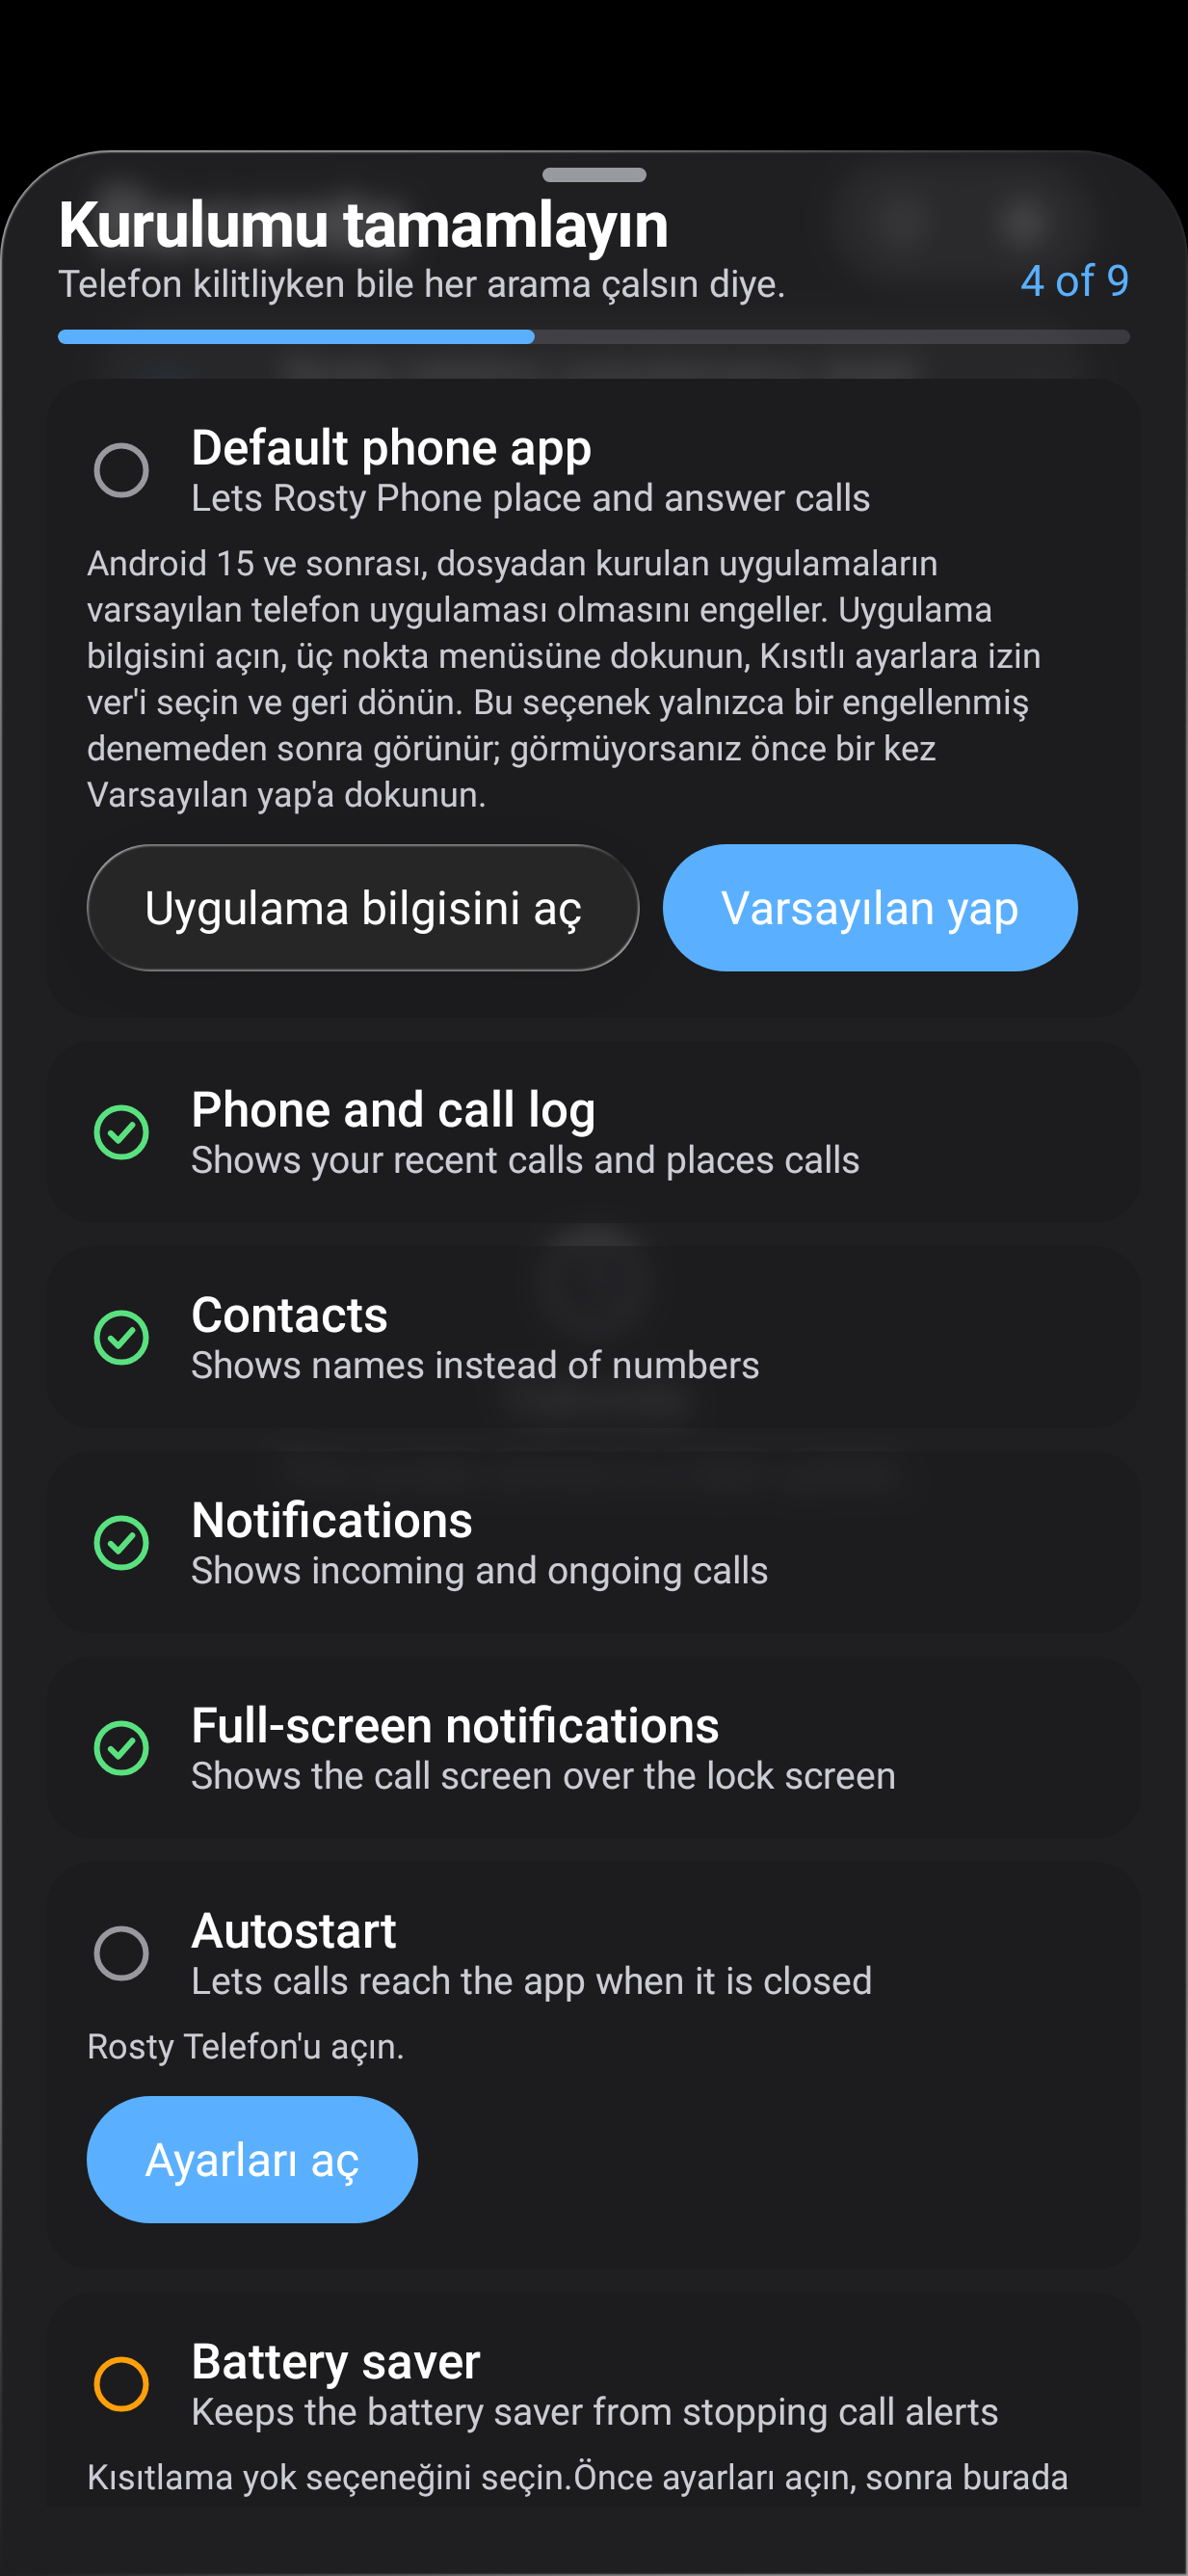 Kurulumu tamamlayın
Telefon kilitliyken bile her arama çalsın diye.
4 of 9
Default phone app
Lets Rosty Phone place and answer calls
Android 15 ve sonrası, dosyadan kurulan uygulamaların
varsayılan telefon uygulaması olmasını engeller. Uygulama
bilgisini açın, üç nokta menüsüne dokunun, Kısıtlı ayarlara izin
ver'i seçin ve geri dönün. Bu seçenek yalnızca bir engellenmiş
denemeden sonra görünür; görmüyorsanız önce bir kez
Varsayılan yap'a dokunun.
Uygulama bilgisini aç
Varsayılan yap
Phone and call log
Shows your recent calls and places calls
Contacts
Shows names instead of numbers
Notifications
Shows incoming and ongoing calls
Full-screen notifications
Shows the call screen over the lock screen
Autostart
Lets calls reach the app when it is closed
Rosty Telefon'u açın.
Ayarları aç
Battery saver
Keeps the battery saver from stopping call alerts
Kısıtlama yok seçeneğini seçin.Önce ayarları açın, sonra burada